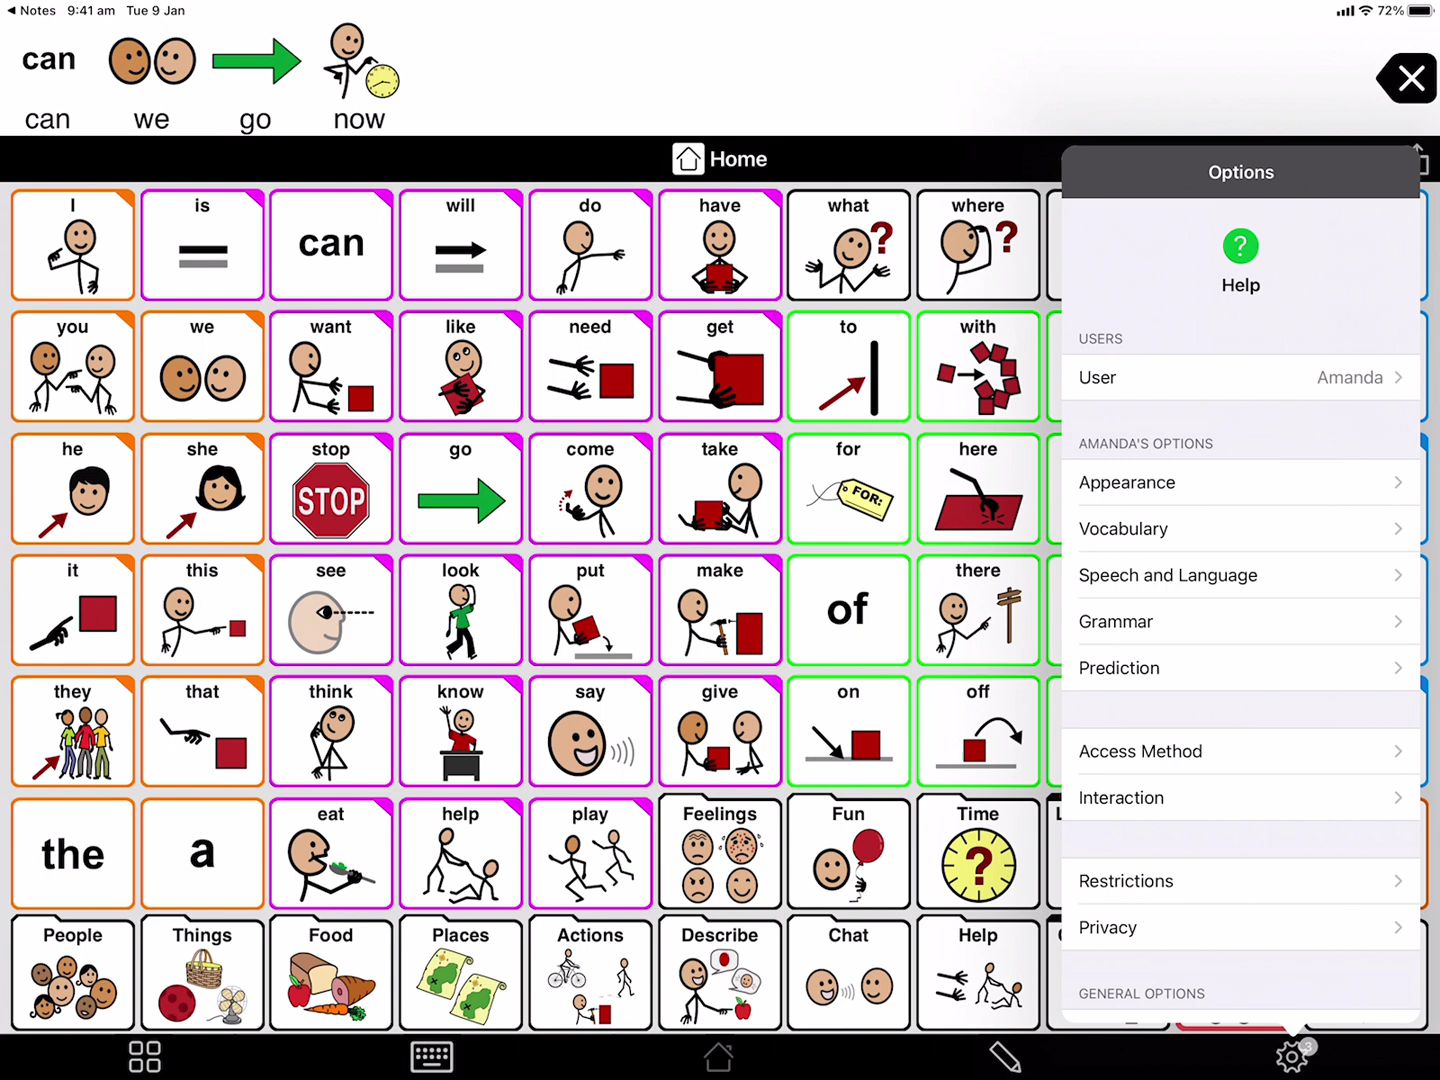 Notes 9:41 am Tue 9 Jan 72%
can
can we go now
Home
I is can will do have what where
you we want like need get to with
he she stop go come take for here
STOP FOR:
it this see look put make of there
they that think know say give on off
the a eat help play Feelings Fun Time
People Things Food Places Actions Describe Chat Help
Options
Help
USERS
User Amanda
AMANDA'S OPTIONS
Appearance
Vocabulary
Speech and Language
Grammar
Prediction
Access Method
Interaction
Restrictions
Privacy
GENERAL OPTIONS
3